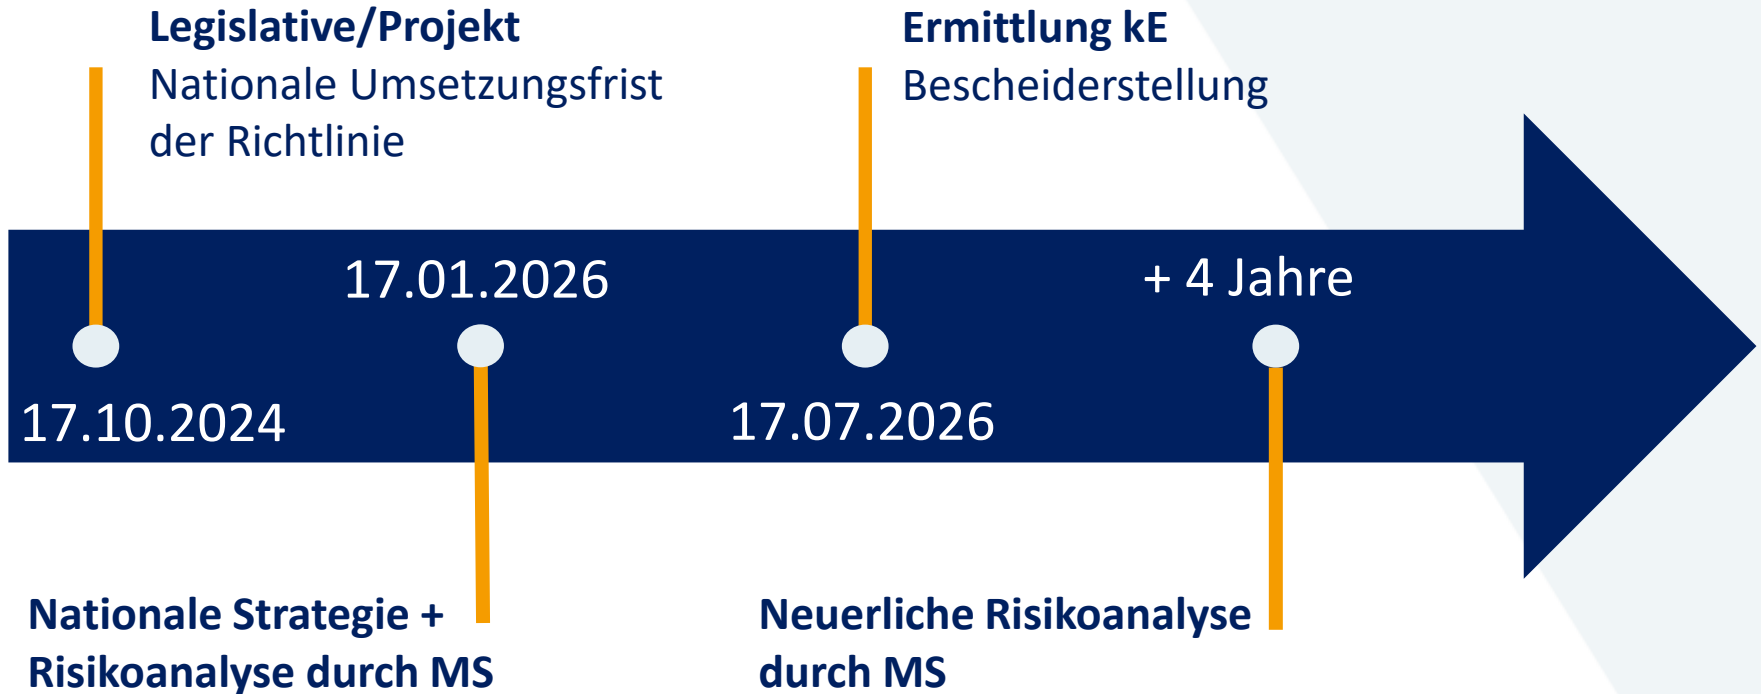 Legislative/Projekt
Nationale Umsetzungsfrist
der Richtlinie
Ermittlung kE
Bescheiderstellung
17.01.2026
+ 4 Jahre
17.10.2024
17.07.2026
Nationale Strategie +
Risikoanalyse durch MS
Neuerliche Risikoanalyse
durch MS